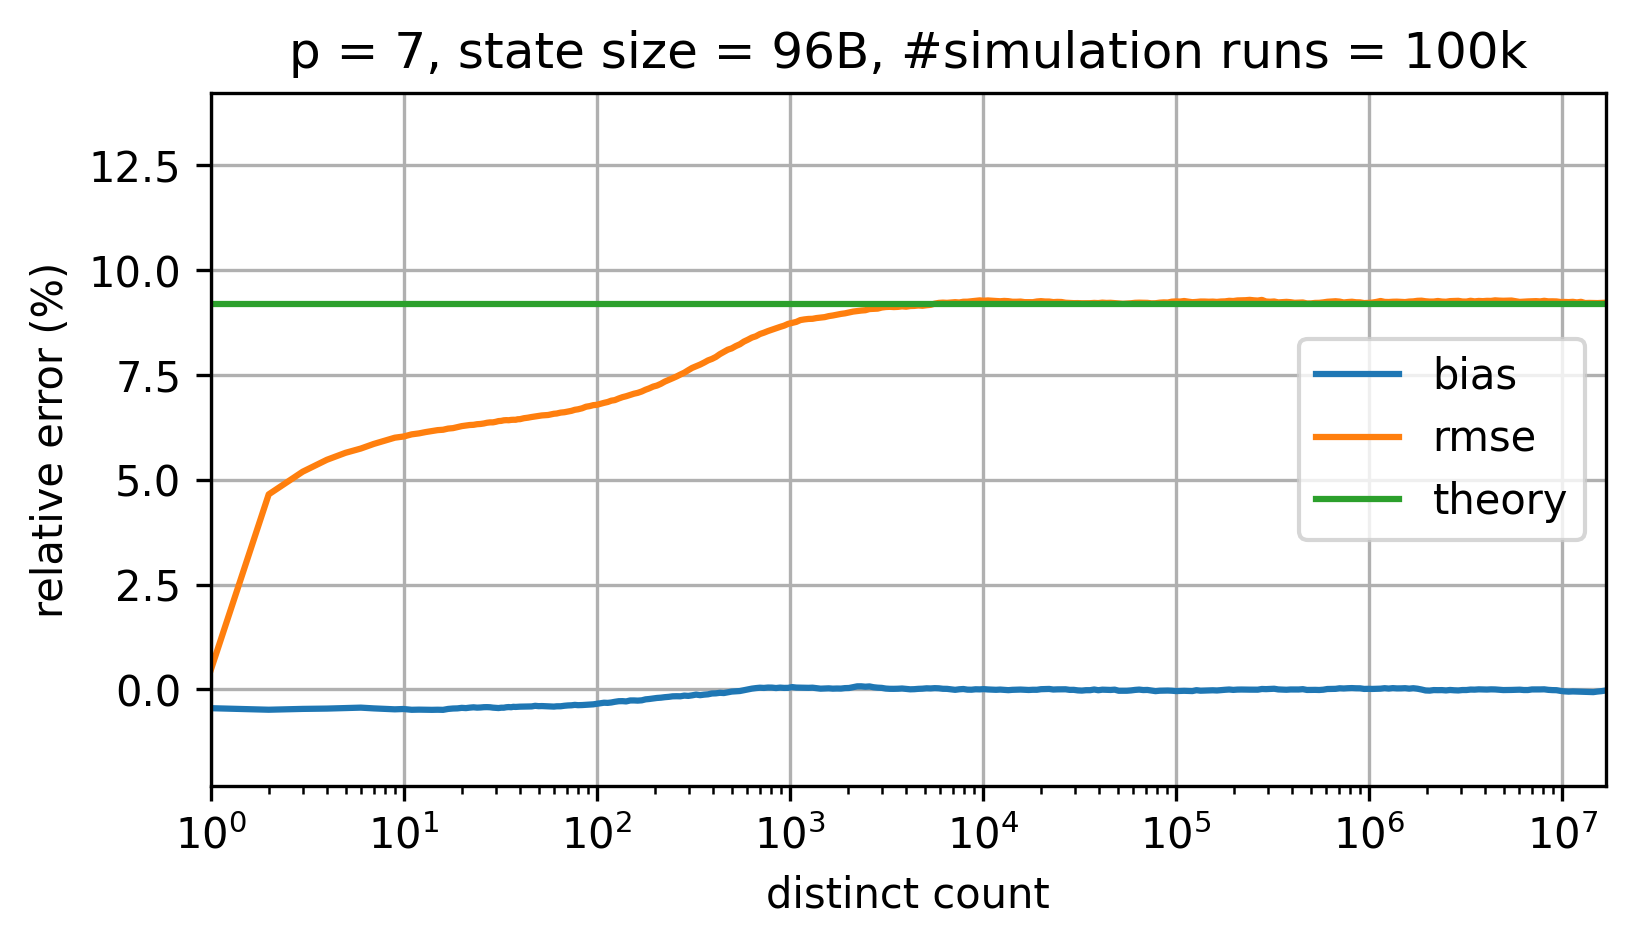 p = 7, state size = 96B, #simulation runs = 100k
12.5
10.0
7.5
5.0
2.5
0.0
relative error (%)
bias
rmse
theory
10⁰ 10¹ 10² 10³ 10⁴ 10⁵ 10⁶ 10⁷
distinct count